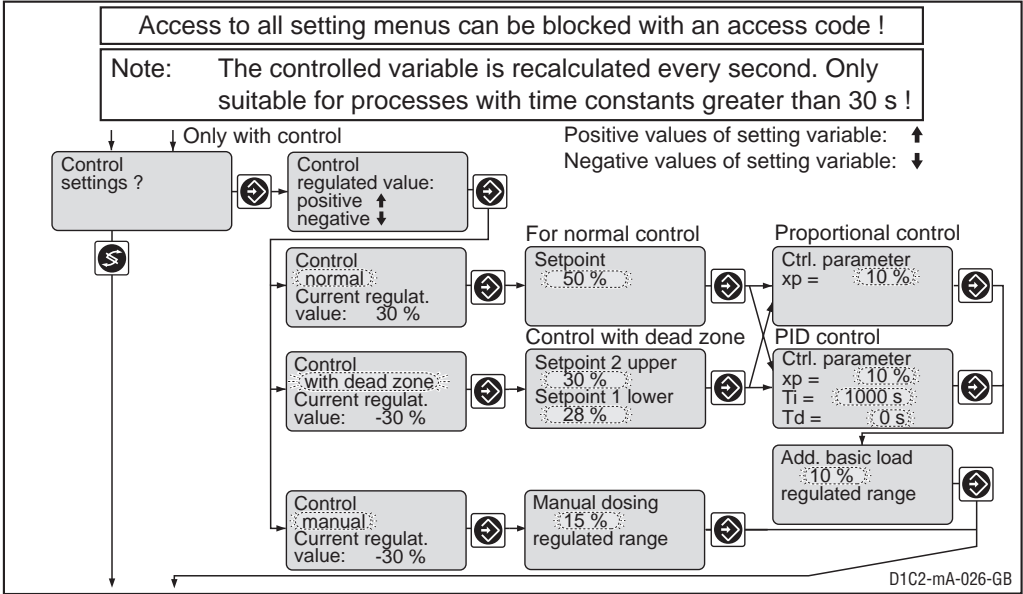 Access to all setting menus can be blocked with an access code !
Note: The controlled variable is recalculated every second. Only
suitable for processes with time constants greater than 30 s !
Only with control
Positive values of setting variable: ↑
Negative values of setting variable: ↓
Control
settings ?
Control
regulated value:
positive ↑
negative ↓
For normal control
Proportional control
Control
normal
Current regulat.
value: 30 %
Setpoint
50 %
Ctrl. parameter
xp = 10 %
Control with dead zone
PID control
Control
with dead zone
Current regulat.
value: -30 %
Setpoint 2 upper
30 %
Setpoint 1 lower
28 %
Ctrl. parameter
xp = 10 %
Ti = 1000 s
Td = 0 s
Add. basic load
10 %
regulated range
Control
manual
Current regulat.
value: -30 %
Manual dosing
15 %
regulated range
D1C2-mA-026-GB